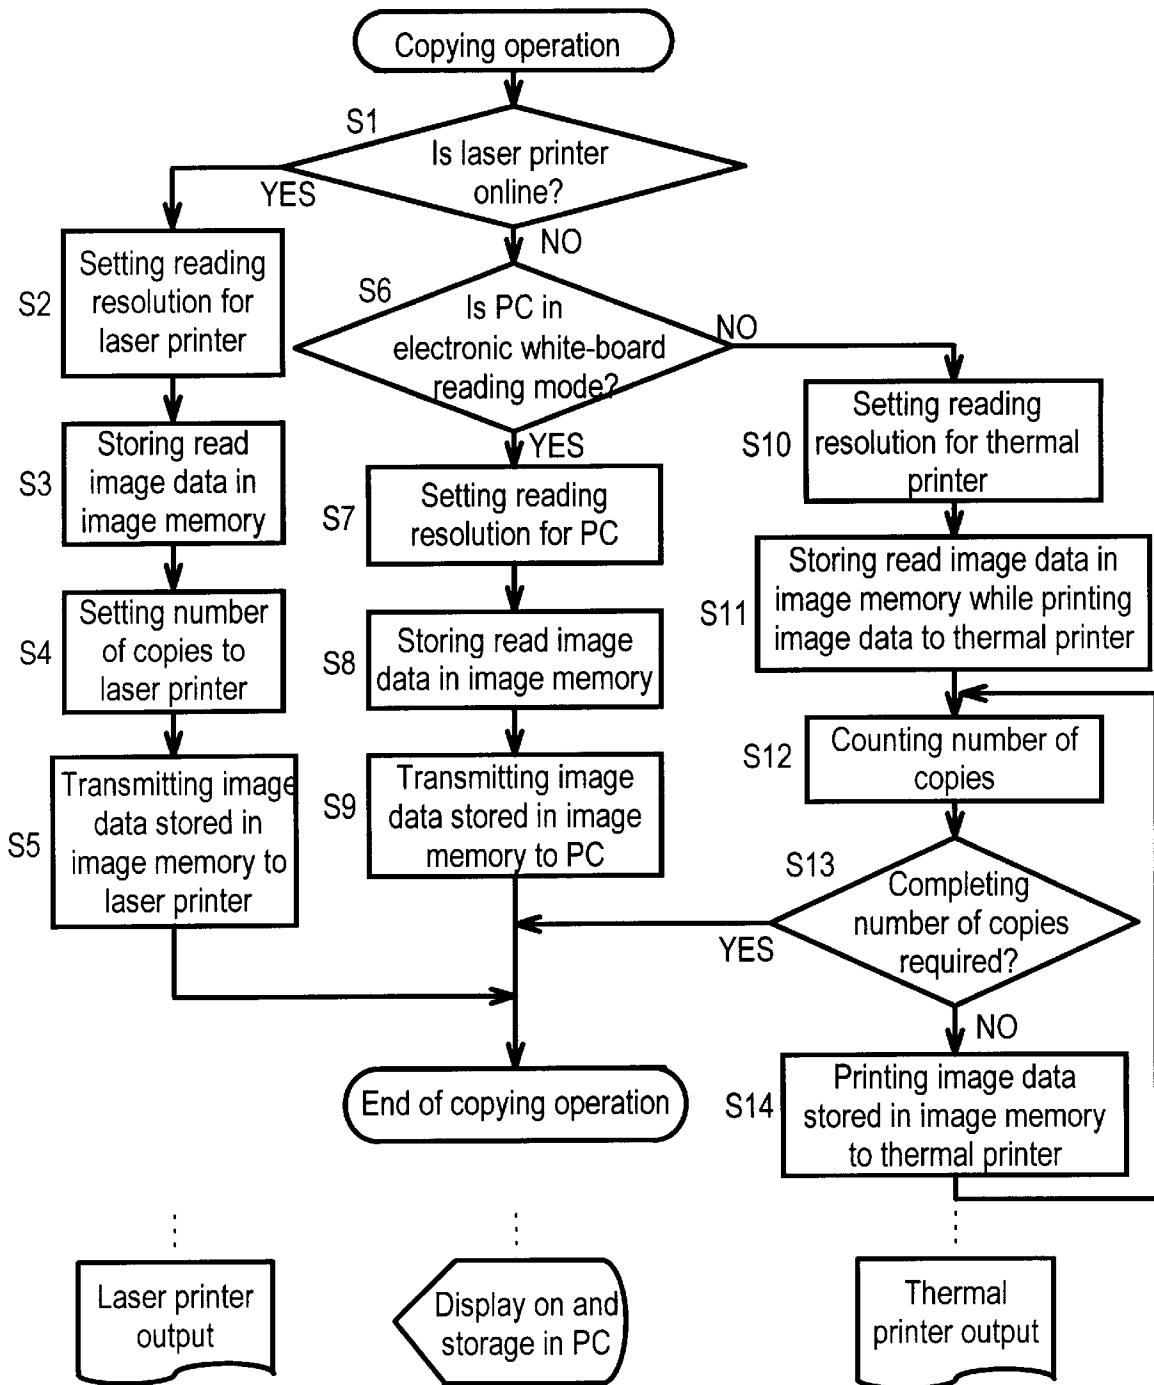 Copying operation
S1
Is laser printer
online?
YES
NO
S2
Setting reading
resolution for
laser printer
S6
Is PC in
electronic white-board
reading mode?
NO
YES
S3
Storing read
image data in
image memory
S7
Setting reading
resolution for PC
S10
Setting reading
resolution for thermal
printer
S4
Setting number
of copies to
laser printer
S8
Storing read image
data in image memory
S11
Storing read image data in
image memory while printing
image data to thermal printer
S5
Transmitting image
data stored in
image memory to
laser printer
S9
Transmitting image
data stored in image
memory to PC
S12
Counting number of
copies
S13
Completing
number of copies
required?
YES
NO
End of copying operation
S14
Printing image data
stored in image memory
to thermal printer
Laser printer
output
Display on and
storage in PC
Thermal
printer output